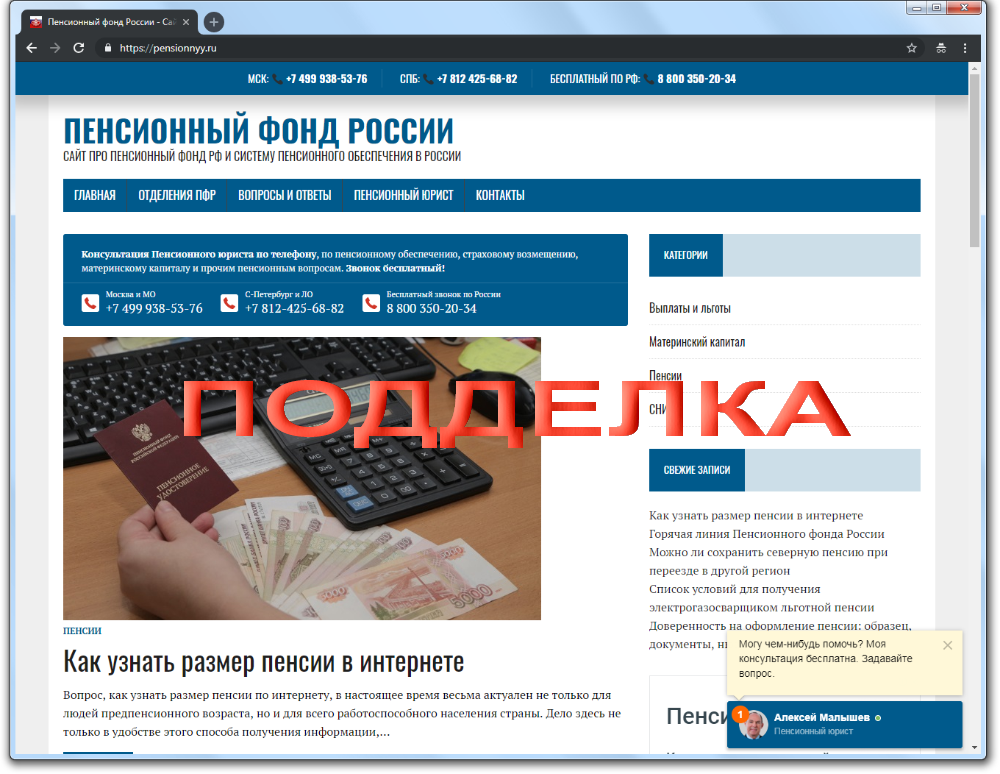 Пенсионный фонд России - Сай
https://pensionnyy.ru
МСК: +7 499 938-53-76 СПБ: +7 812 425-68-82 БЕСПЛАТНЫЙ ПО РФ: 8 800 350-20-34
ПЕНСИОННЫЙ ФОНД РОССИИ
САЙТ ПРО ПЕНСИОННЫЙ ФОНД РФ И СИСТЕМУ ПЕНСИОННОГО ОБЕСПЕЧЕНИЯ В РОССИИ
ГЛАВНАЯ ОТДЕЛЕНИЯ ПФР ВОПРОСЫ И ОТВЕТЫ ПЕНСИОННЫЙ ЮРИСТ КОНТАКТЫ
Консультация Пенсионного юриста по телефону, по пенсионному обеспечению, страховому возмещению,
материнскому капиталу и прочим пенсионным вопросам. Звонок бесплатный!
Москва и МО С-Петербург и ЛО Бесплатный звонок по России
+7 499 938-53-76 +7 812-425-68-82 8 800 350-20-34
ПОДДЕЛКА
ПЕНСИОННЫЙ ФОНД
РОССИЙСКОЙ ФЕДЕРАЦИИ
ПЕНСИОННОЕ
УДОСТОВЕРЕНИЕ
5000
ПЕНСИИ
Как узнать размер пенсии в интернете
Вопрос, как узнать размер пенсии по интернету, в настоящее время весьма актуален не только для
людей предпенсионного возраста, но и для всего работоспособного населения страны. Дело здесь не
только в удобстве этого способа получения информации,...
КАТЕГОРИИ
Выплаты и льготы
Материнский капитал
Пенсии
СНИ
СВЕЖИЕ ЗАПИСИ
Как узнать размер пенсии в интернете
Горячая линия Пенсионного фонда России
Можно ли сохранить северную пенсию при
переезде в другой регион
Список условий для получения
электрогазосварщиком льготной пенсии
Доверенность на оформление пенсии: образец,
документы, н
Могу чем-нибудь помочь? Моя
консультация бесплатна. Задавайте
вопрос.
Пенси
1
Алексей Малышев
Пенсионный юрист